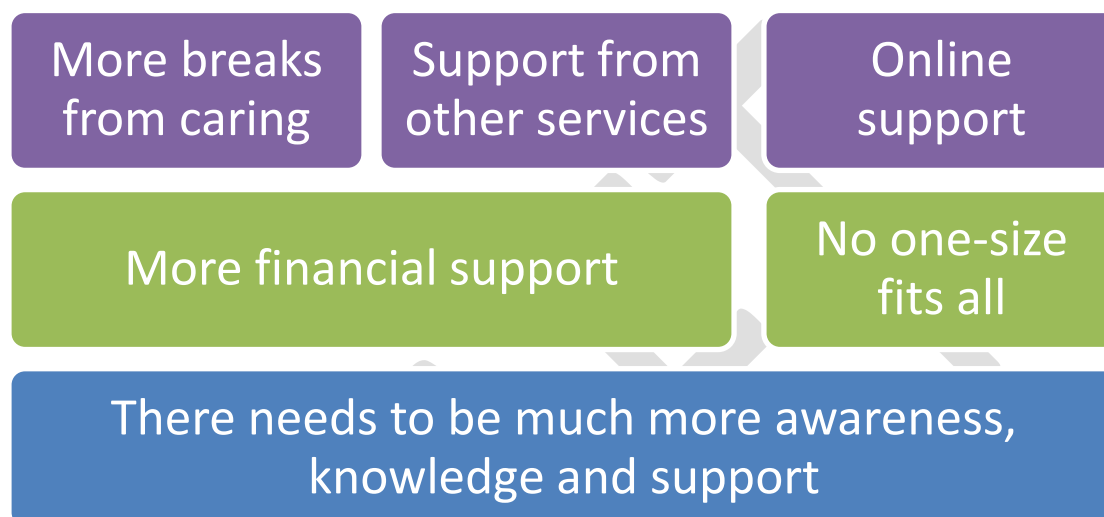 More breaks
from caring
Support from
other services
Online
support
More financial support
No one-size
fits all
There needs to be much more awareness,
knowledge and support